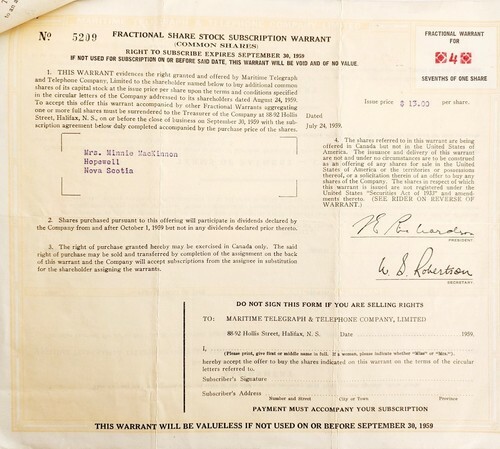 No 5209 FRACTIONAL SHARE STOCK SUBSCRIPTION WARRANT
(COMMON SHARES)
RIGHT TO SUBSCRIBE EXPIRES SEPTEMBER 30, 1959
IF NOT USED FOR SUBSCRIPTION ON OR BEFORE SAID DATE, THIS WARRANT WILL BE VOID AND OF NO VALUE.
FRACTIONAL WARRANT
FOR
4
SEVENTHS OF ONE SHARE
1. THIS WARRANT evidences the right granted and offered by Maritime Telegraph
and Telephone Company, Limited to the shareholder named below to buy additional common
shares of its capital stock at the issue price per share upon the terms and conditions specified
in the circular letters of the Company addressed to its shareholders dated August 24, 1959.
To accept this offer this warrant accompanied by other Fractional Warrants aggregating
one or more full shares must be surrendered to the Treasurer of the Company at 88-92 Hollis
Street, Halifax, N. S., on or before the close of business on September 30, 1959 with the sub-
scription agreement below duly completed accompanied by the purchase price of the shares.
Issue price $ 13.00 per share.
Dated
July 24, 1959.
Mrs. Minnie MacKinnon
Hopewell
Nova Scotia
4. The shares referred to in this warrant are being
offered in Canada but not in the United States of
America. The issuance and delivery of this warrant
are not and under no circumstances are to be construed
as an offering of any shares for sale in the United
States of America or the territories or possessions
thereof, or a solicitation therein of an offer to buy any
shares of the Company. The shares in respect of which
this warrant is issued are not registered under the
United States "Securities Act of 1933" and amend-
ments thereto. (SEE RIDER ON REVERSE OF
WARRANT.)
2. Shares purchased pursuant to this offering will participate in dividends declared by
the Company from and after October 1, 1959 but not in any dividends declared prior thereto.
3. The right of purchase granted hereby may be exercised in Canada only. The said
right of purchase may be sold and transferred by completion of the assignment on the back
of this warrant and the Company will accept subscriptions from the assignee in substitution
for the shareholder assigning the warrants.
Richardson
PRESIDENT
W. S. Robertson
SECRETARY
DO NOT SIGN THIS FORM IF YOU ARE SELLING RIGHTS
TO: MARITIME TELEGRAPH & TELEPHONE COMPANY, LIMITED
88-92 Hollis Street, Halifax, N. S. Date 1959.
I,
(Please print, give first or middle name in full. If a woman, please indicate whether "Miss" or "Mrs.").
hereby accept the offer to buy the shares indicated on this warrant on the terms of the circular
letters referred to.
Subscriber's Signature
Subscriber's Address
Number and Street City or Town Province
PAYMENT MUST ACCOMPANY YOUR SUBSCRIPTION
THIS WARRANT WILL BE VALUELESS IF NOT USED ON OR BEFORE SEPTEMBER 30, 1959